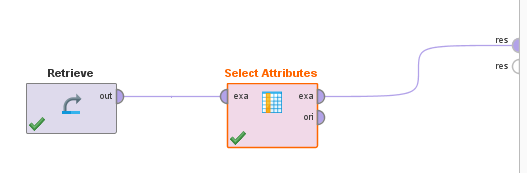 res
Retrieve
Select Attributes
res
out
exa
exa
ori